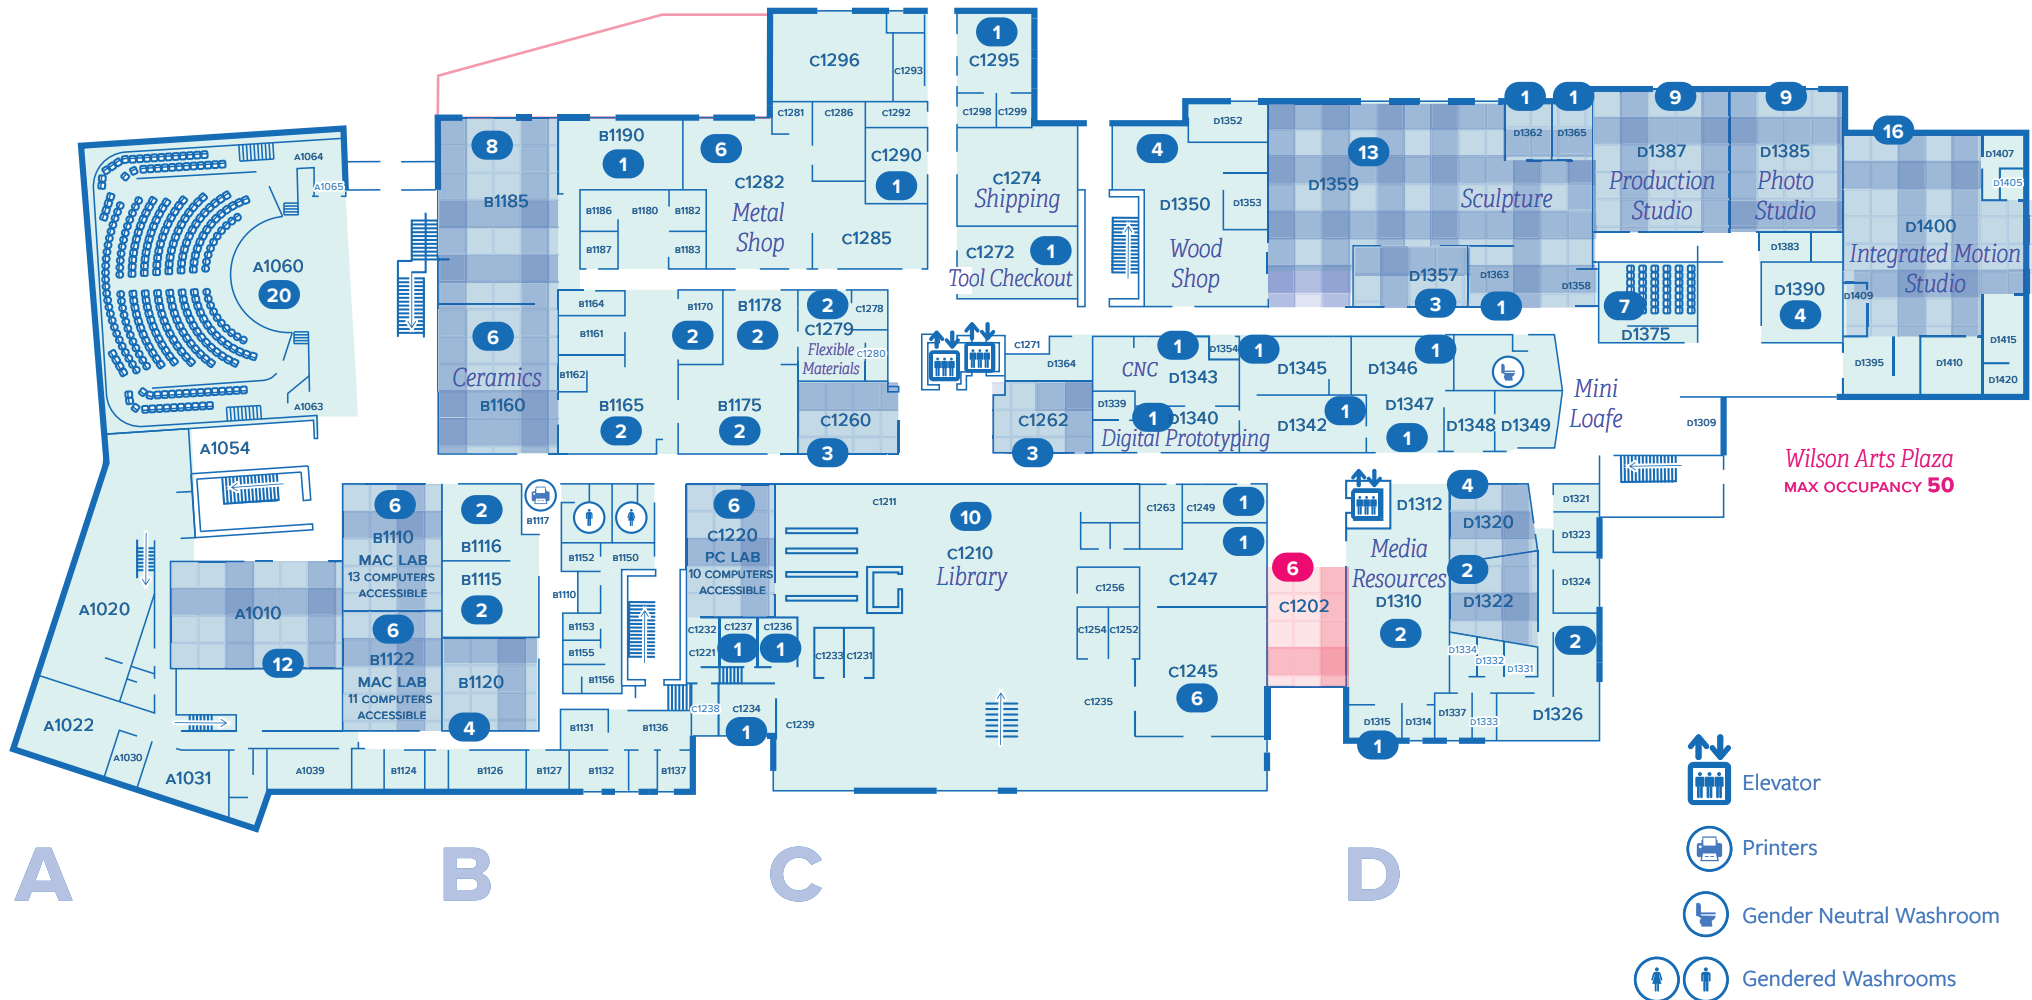 A1064
A1065
A1060
20
A1063
A1054
A1020
A1010
12
A1022
A1030
A1031
A1039
8
B1185
6
Ceramics
B1160
B1190
1
B1186
B1180
B1182
B1187
B1183
6
C1282
Metal
Shop
C1296
C1293
C1281
C1286
C1292
C1290
1
C1285
B1164
B1161
B1162
B1165
2
B1170
2
B1178
2
B1175
2
2
C1278
C1279
Flexible
Materials
C1280
C1260
3
1
C1295
C1298
C1299
C1274
Shipping
C1272
1
Tool Checkout
C1271
D1364
C1262
3
4
D1352
D1350
D1353
Wood
Shop
13
D1359
Sculpture
1
D1362
1
D1365
D1357
3
D1363
1
D1358
9
D1387
Production
Studio
9
D1385
Photo
Studio
16
D1407
D1405
D1400
Integrated Motion
Studio
D1383
D1390
4
D1409
7
D1375
D1395
D1410
D1415
D1420
CNC
1
D1343
D1354
D1339
1
D1340
Digital Prototyping
1
D1345
D1342
1
1
D1346
D1347
1
D1348
D1349
Mini
Loafe
D1309
Wilson Arts Plaza
MAX OCCUPANCY 50
6
B1110
MAC LAB
13 COMPUTERS
ACCESSIBLE
6
B1122
MAC LAB
11 COMPUTERS
ACCESSIBLE
2
B1116
B1115
2
B1120
4
B1117
B1152
B1150
B1110
B1153
B1155
B1156
B1131
B1136
B1124
B1126
B1127
B1132
B1137
6
C1220
PC LAB
10 COMPUTERS
ACCESSIBLE
C1232
C1237
C1236
1
1
C1221
C1233
C1231
C1238
C1234
1
C1239
C1211
10
C1210
Library
C1263
C1249
1
1
C1247
C1256
C1254
C1252
C1235
C1245
6
6
C1202
D1312
Media
Resources
D1310
2
4
D1320
2
D1322
D1334
D1332
D1331
D1315
D1314
D1337
D1333
1
D1321
D1323
D1324
2
D1326
A
B
C
D
Elevator
Printers
Gender Neutral Washroom
Gendered Washrooms